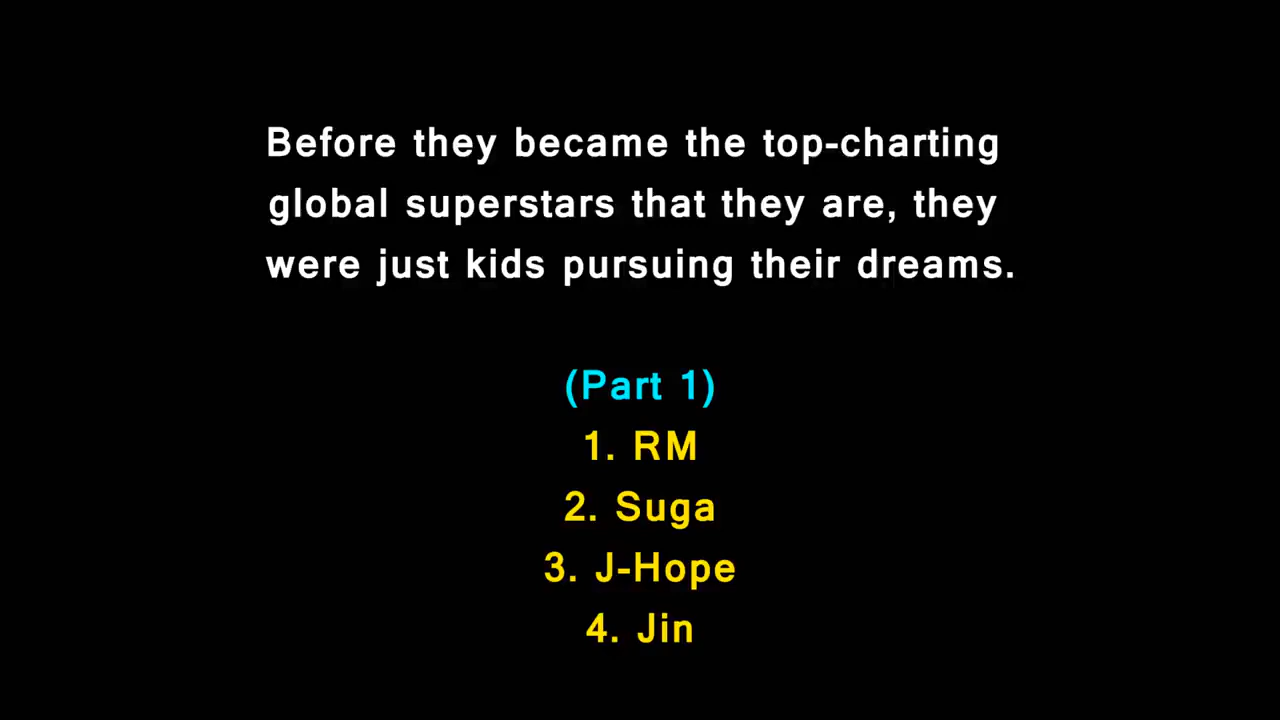 Before they became the top-charting
global superstars that they are, they
were just kids pursuing their dreams.
(Part 1)
1. RM
2. Suga
3. J-Hope
4. Jin